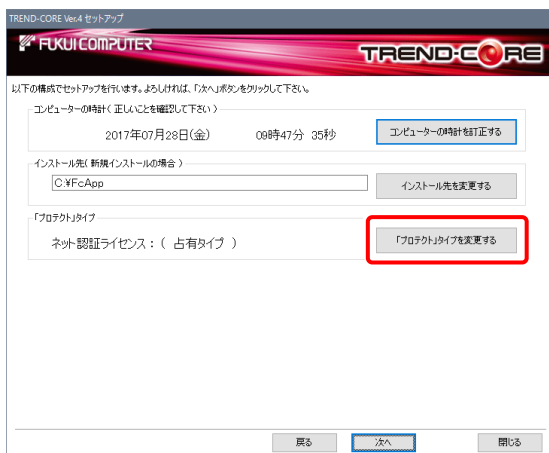 TREND-CORE Ver.4 セットアップ
FUKUI COMPUTER
TREND-CORE
以下の構成でセットアップを行います。よろしければ、「次へ」ボタンをクリックして下さい。
コンピューターの時計( 正しいことを確認して下さい )
2017年07月28日(金) 09時47分 35秒 コンピューターの時計を訂正する
インストール先( 新規インストールの場合 )
C:¥FcApp インストール先を変更する
「プロテクト」タイプ
ネット認証ライセンス : ( 占有タイプ ) 「プロテクト」タイプを変更する
戻る 次へ 閉じる